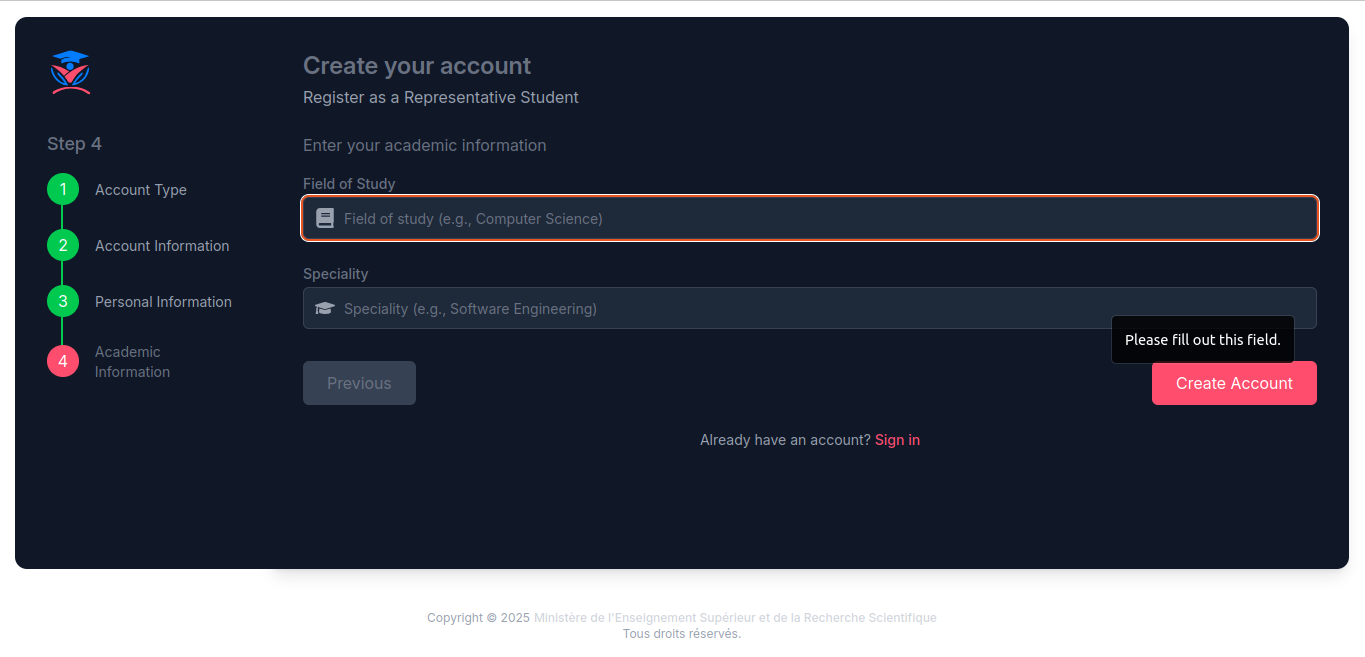 Create your account
Register as a Representative Student
Step 4
1 Account Type
2 Account Information
3 Personal Information
4 Academic
Information
Enter your academic information
Field of Study
Field of study (e.g., Computer Science)
Speciality
Speciality (e.g., Software Engineering)
Please fill out this field.
Previous
Create Account
Already have an account? Sign in
Copyright © 2025 Ministère de l'Enseignement Supérieur et de la Recherche Scientifique
Tous droits réservés.